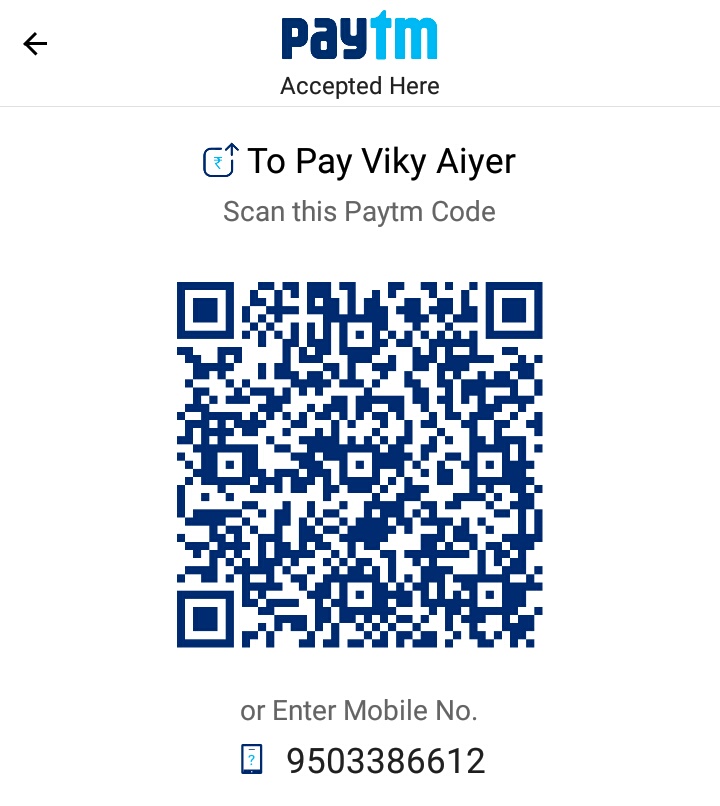 paytm
Accepted Here
₹ To Pay Viky Aiyer
Scan this Paytm Code
or Enter Mobile No.
? 9503386612